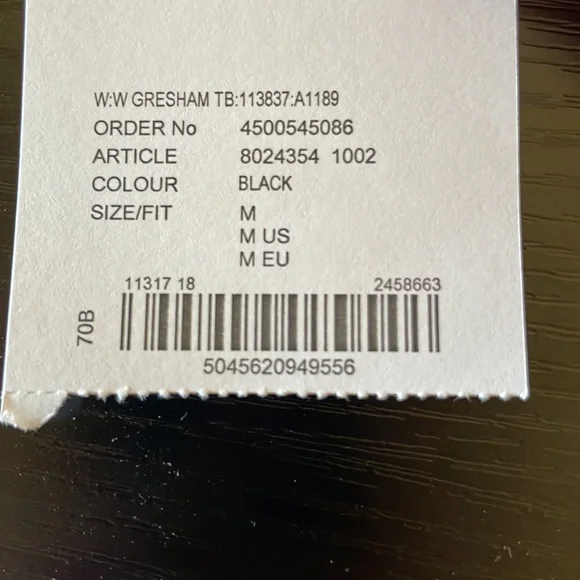 W:W GRESHAM TB:113837:A1189
ORDER No 4500545086
ARTICLE 8024354 1002
COLOUR BLACK
SIZE/FIT M
M US
M EU
11317 18 2458663
70B
5045620949556